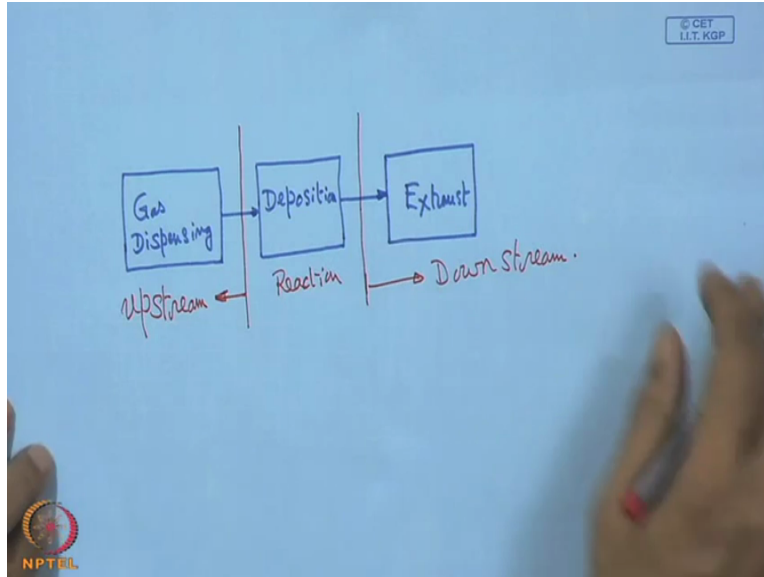 © CET
I.I.T. KGP
Gas
Dispensing
Deposition
Exhaust
Upstream
Reaction
Down stream.
NPTEL